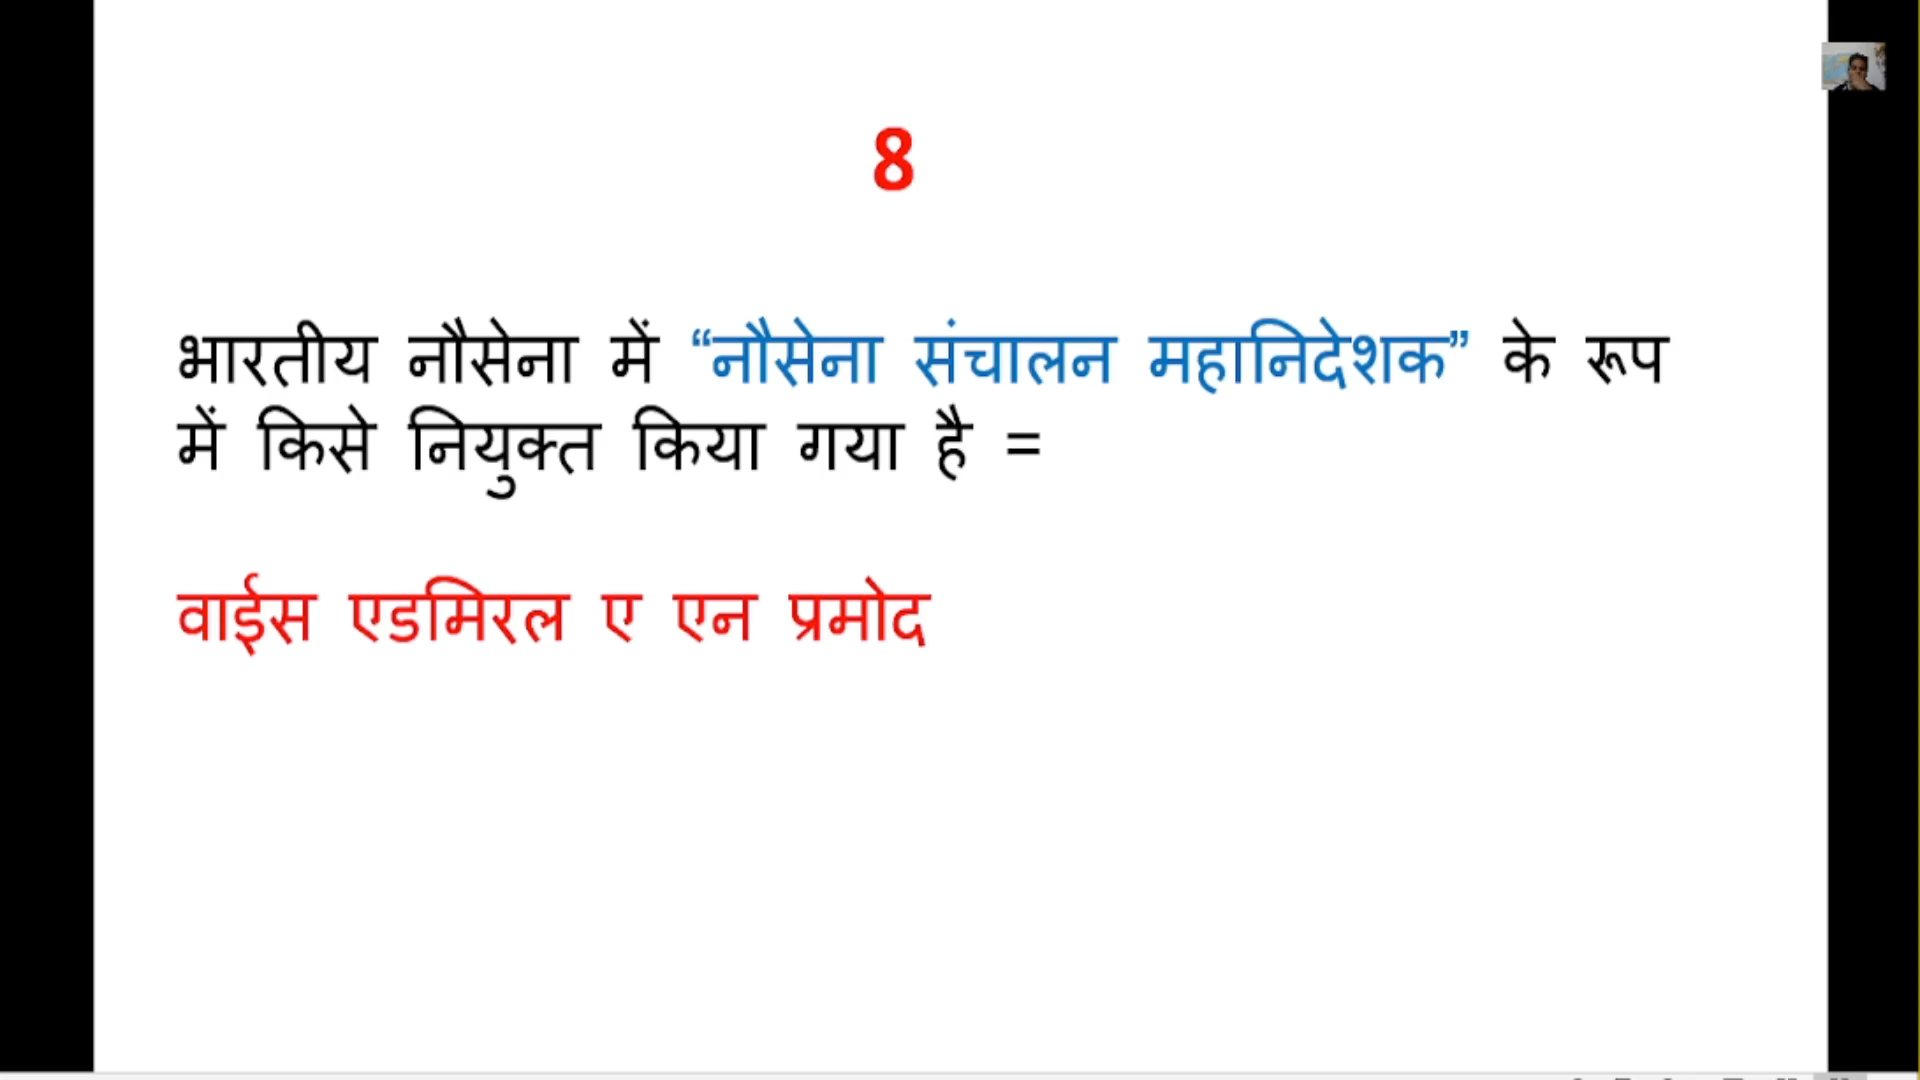 8
भारतीय नौसेना में “नौसेना संचालन महानिदेशक” के रूप
में किसे नियुक्त किया गया है =
वाईस एडमिरल ए एन प्रमोद